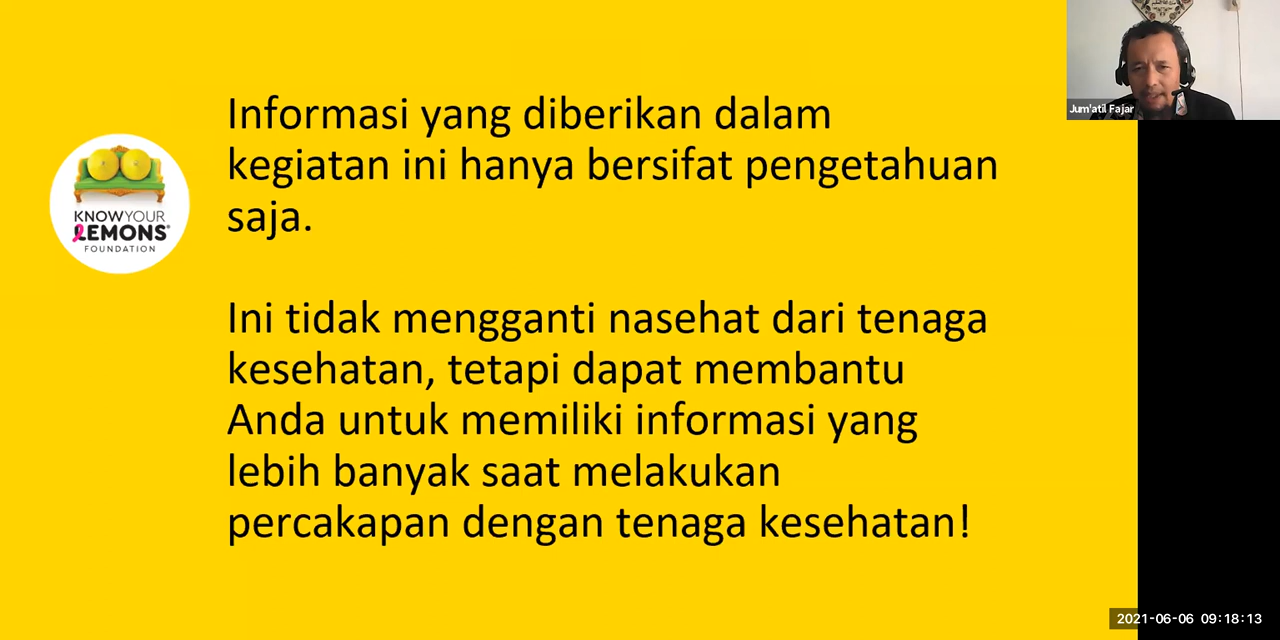 Informasi yang diberikan dalam
kegiatan ini hanya bersifat pengetahuan
saja.
Ini tidak mengganti nasehat dari tenaga
kesehatan, tetapi dapat membantu
Anda untuk memiliki informasi yang
lebih banyak saat melakukan
percakapan dengan tenaga kesehatan!
KNOW YOUR
LEMONS®
FOUNDATION
Jum'atil Fajar
2021-06-06 09:18:13